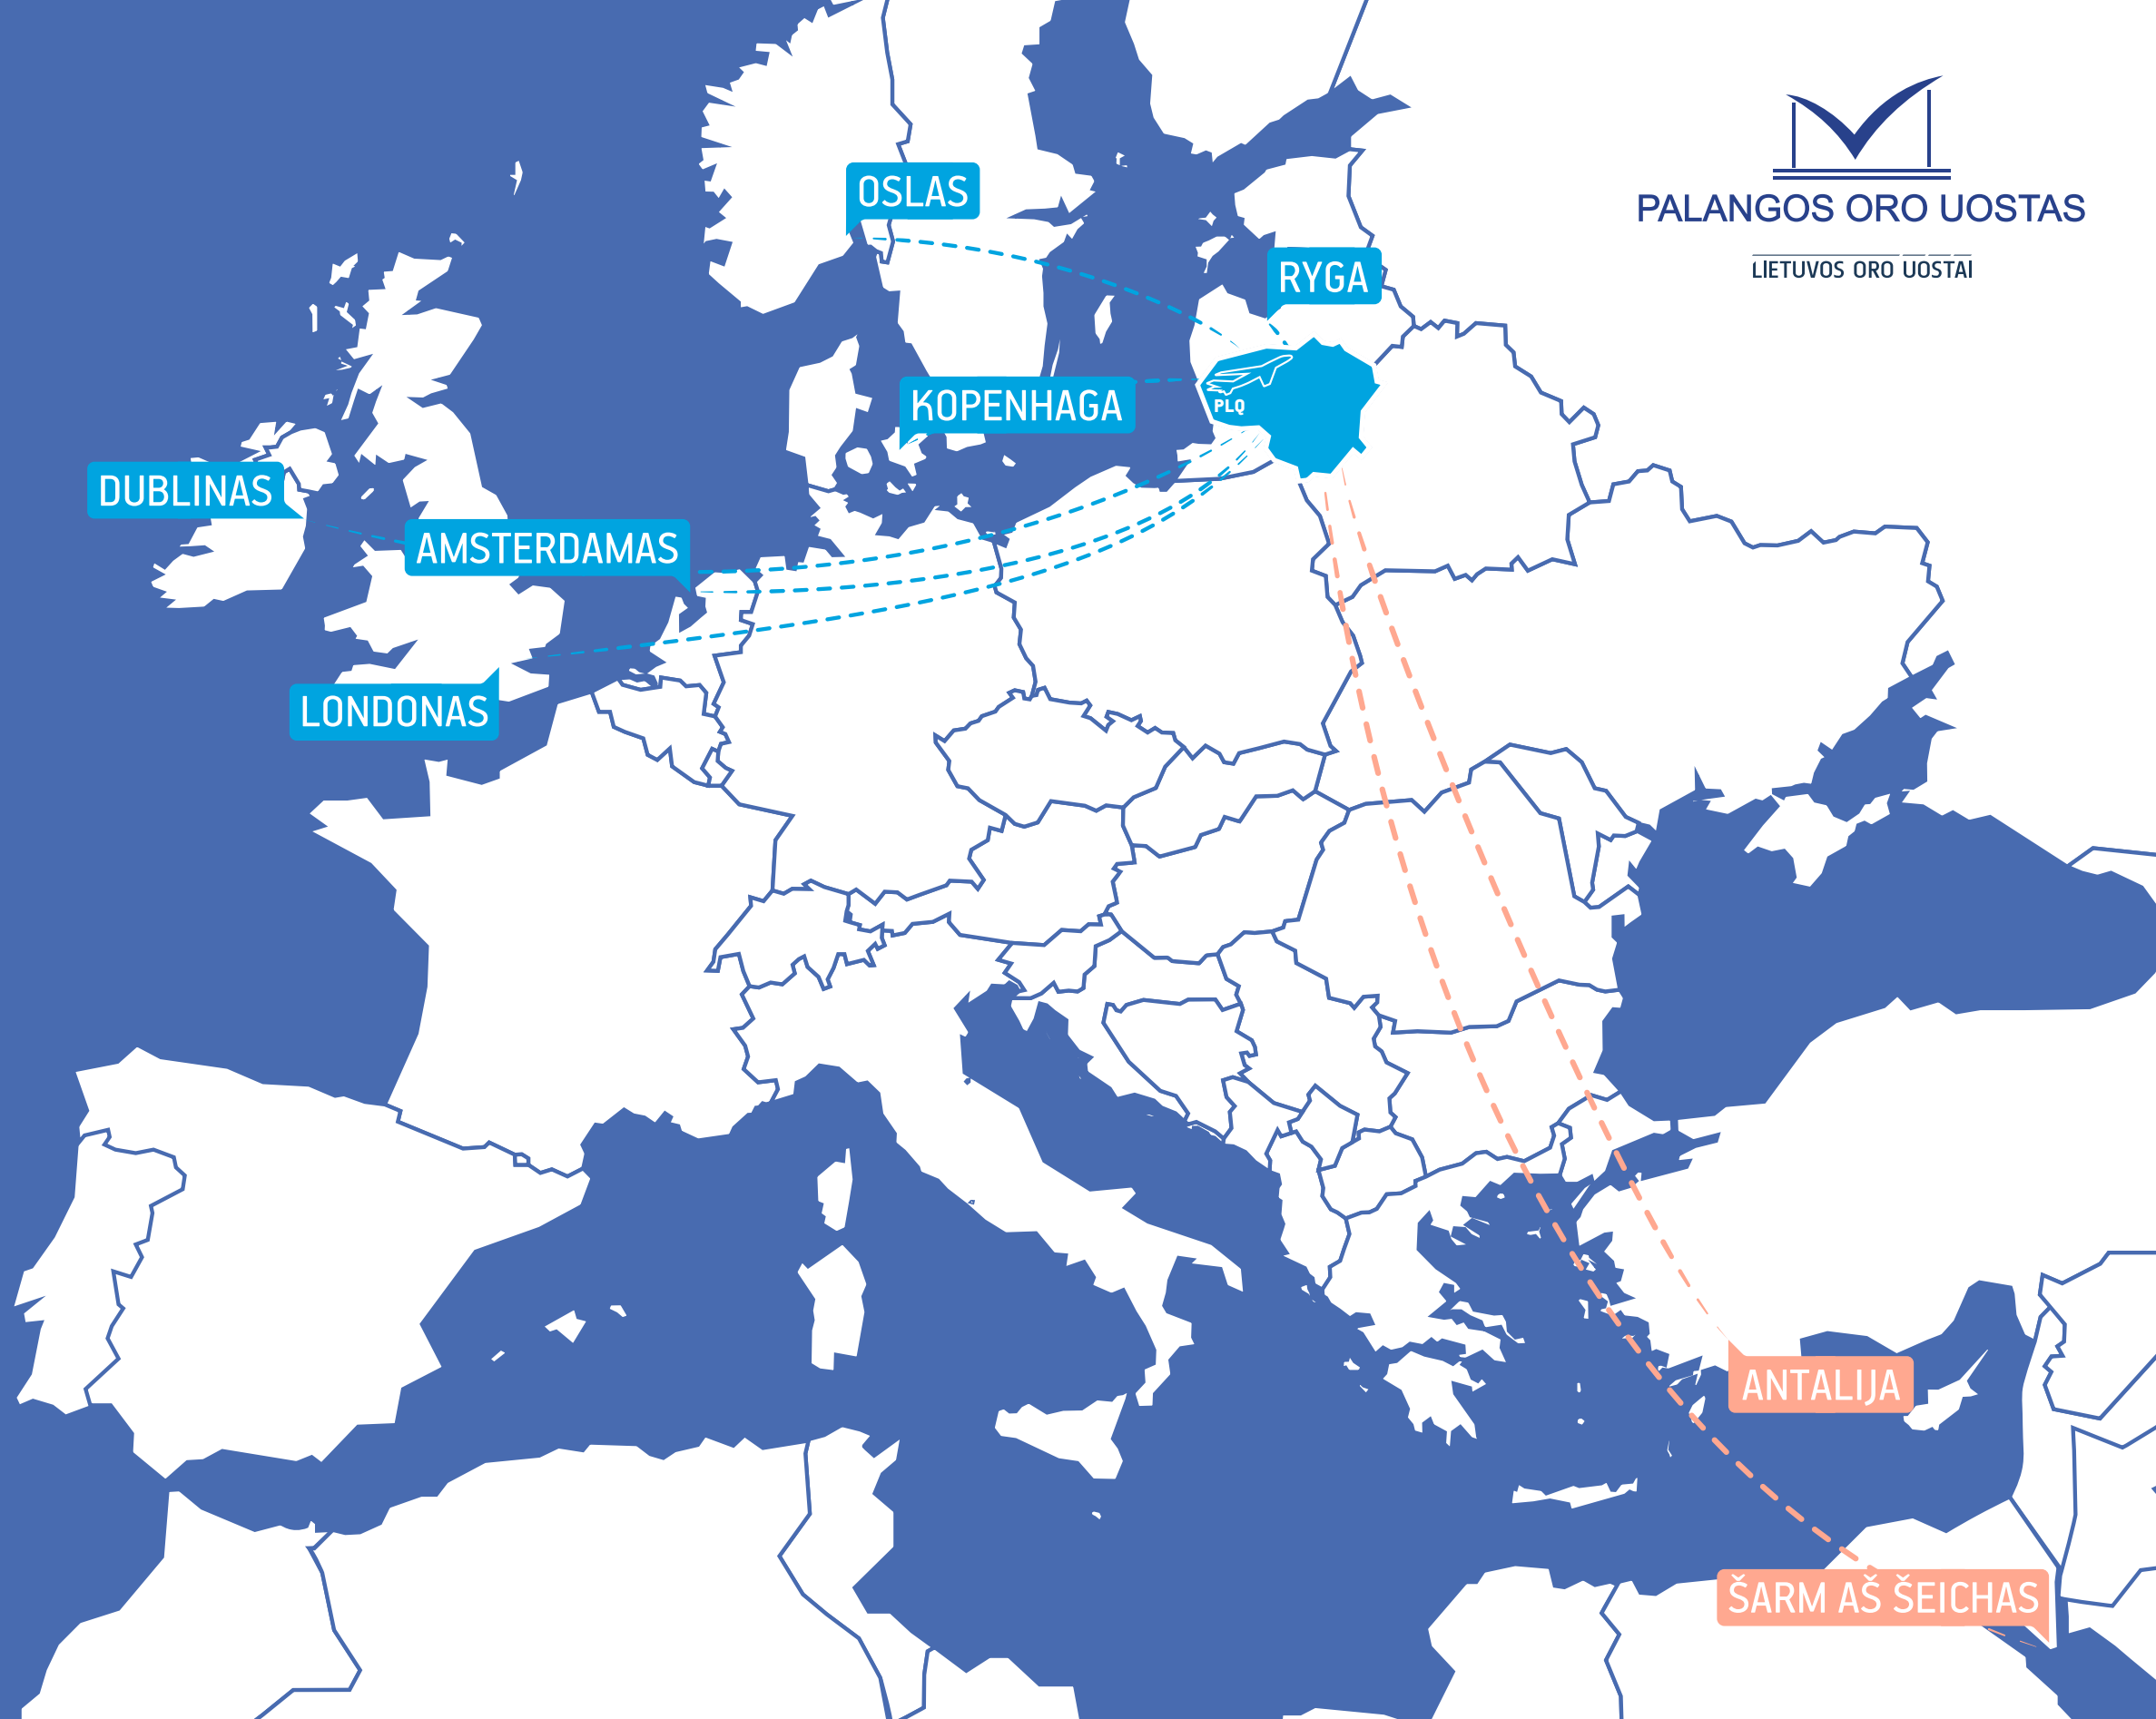 PALANGOS ORO UOSTAS
LIETUVOS ORO UOSTAI
OSLAS
RYGA
KOPENHAGA
PLQ
DUBLINAS
AMSTERDAMAS
LONDONAS
ANTALIJA
ŠARM AŠ ŠEICHAS